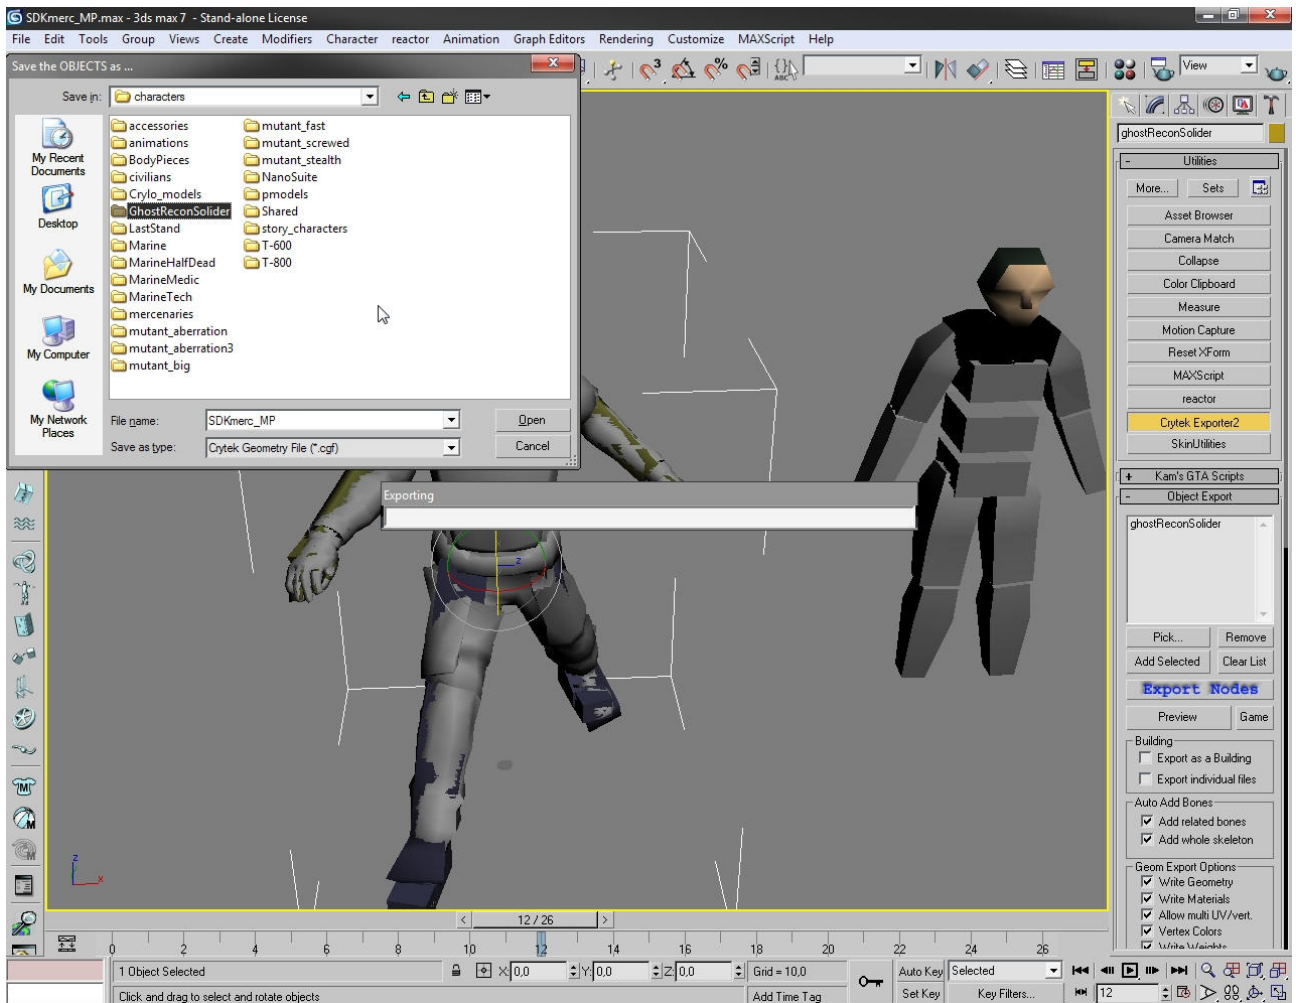 SDKmerc_MP.max - 3ds max 7 - Stand-alone License
File Edit Tools Group Views Create Modifiers Character reactor Animation Graph Editors Rendering Customize MAXScript Help
Save the OBJECTS as ...
View
Save in: characters
My Recent Documents
Desktop
My Documents
My Computer
My Network Places
accessories
animations
BodyPieces
civilians
Crylo_models
GhostReconSolider
LastStand
Marine
MarineHalfDead
MarineMedic
MarineTech
mercenaries
mutant_aberration
mutant_aberration3
mutant_big
mutant_fast
mutant_screwed
mutant_stealth
NanoSuite
pmodels
Shared
story_characters
T-600
T-800
File name: SDKmerc_MP Open
Save as type: Crytek Geometry File (*.cgf) Cancel
Exporting
z
z
x
ghostReconSolider
- Utilities
More... Sets
Asset Browser
Camera Match
Collapse
Color Clipboard
Measure
Motion Capture
Reset XForm
MAXScript
reactor
Crytek Exporter2
SkinUtilities
+ Kam's GTA Scripts
- Object Export
ghostReconSolider
Pick... Remove
Add Selected Clear List
Export Nodes
Preview Game
Building
Export as a Building
Export individual files
Auto Add Bones
Add related bones
Add whole skeleton
Geom Export Options
Write Geometry
Write Materials
Allow multi UV/vert.
Vertex Colors
Write Weights
< 12 / 26 >
0 2 4 6 8 10 12 14 16 18 20 22 24 26
1 Object Selected X: 0,0 Y: 0,0 Z: 0,0 Grid = 10,0 Auto Key Selected
Click and drag to select and rotate objects Add Time Tag Set Key Key Filters... 12